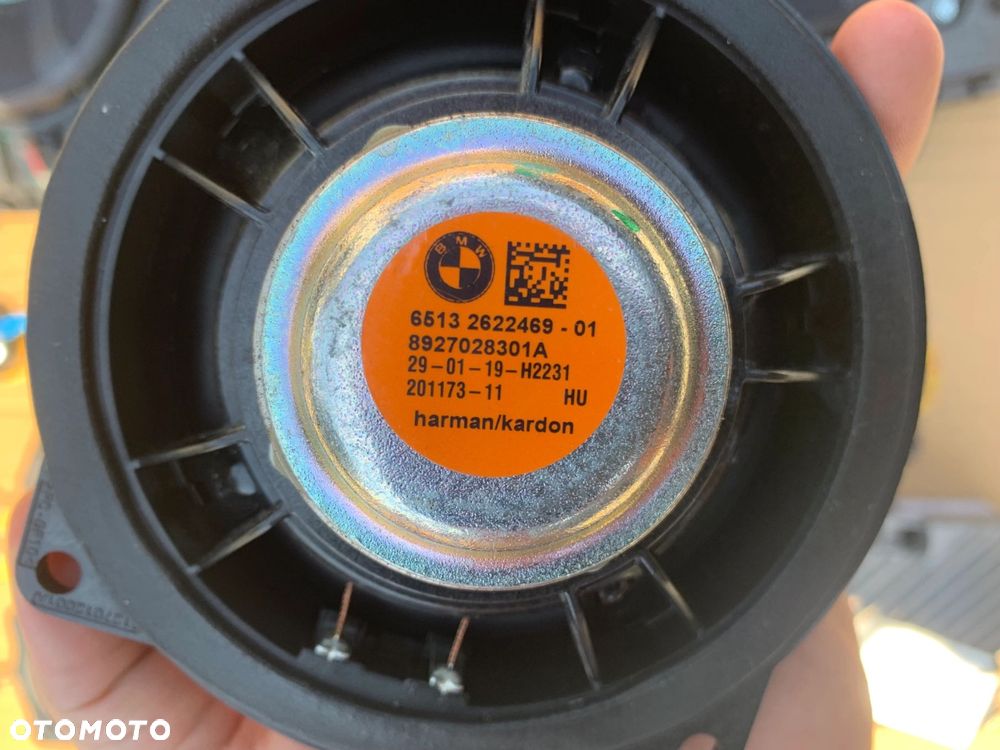 BMW
6513 2622469 - 01
8927028301A
29-01-19-H2231
201173-11 HU
harman/kardon
OTOMOTO